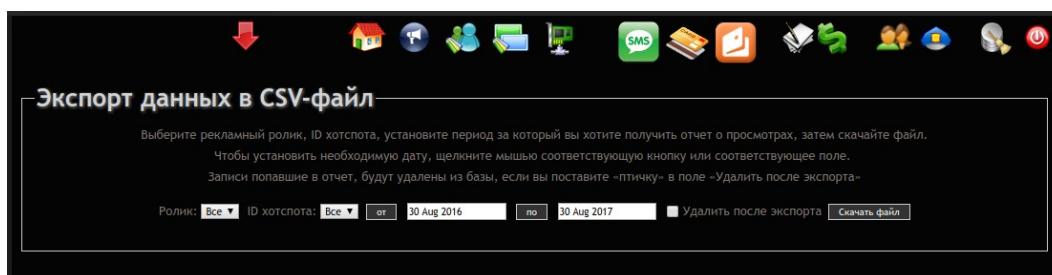 SMS
Экспорт данных в CSV-файл
Выберите рекламный ролик, ID хотспота, установите период за который вы хотите получить отчет о просмотрах, затем скачайте файл.
Чтобы установить необходимую дату, щелкните мышью соответствующую кнопку или соответствующее поле.
Записи попавшие в отчет, будут удалены из базы, если вы поставите «птичку» в поле «Удалить после экспорта»
Ролик: Все ID хотспота: Все от 30 Aug 2016 по 30 Aug 2017 Удалить после экспорта Скачать файл